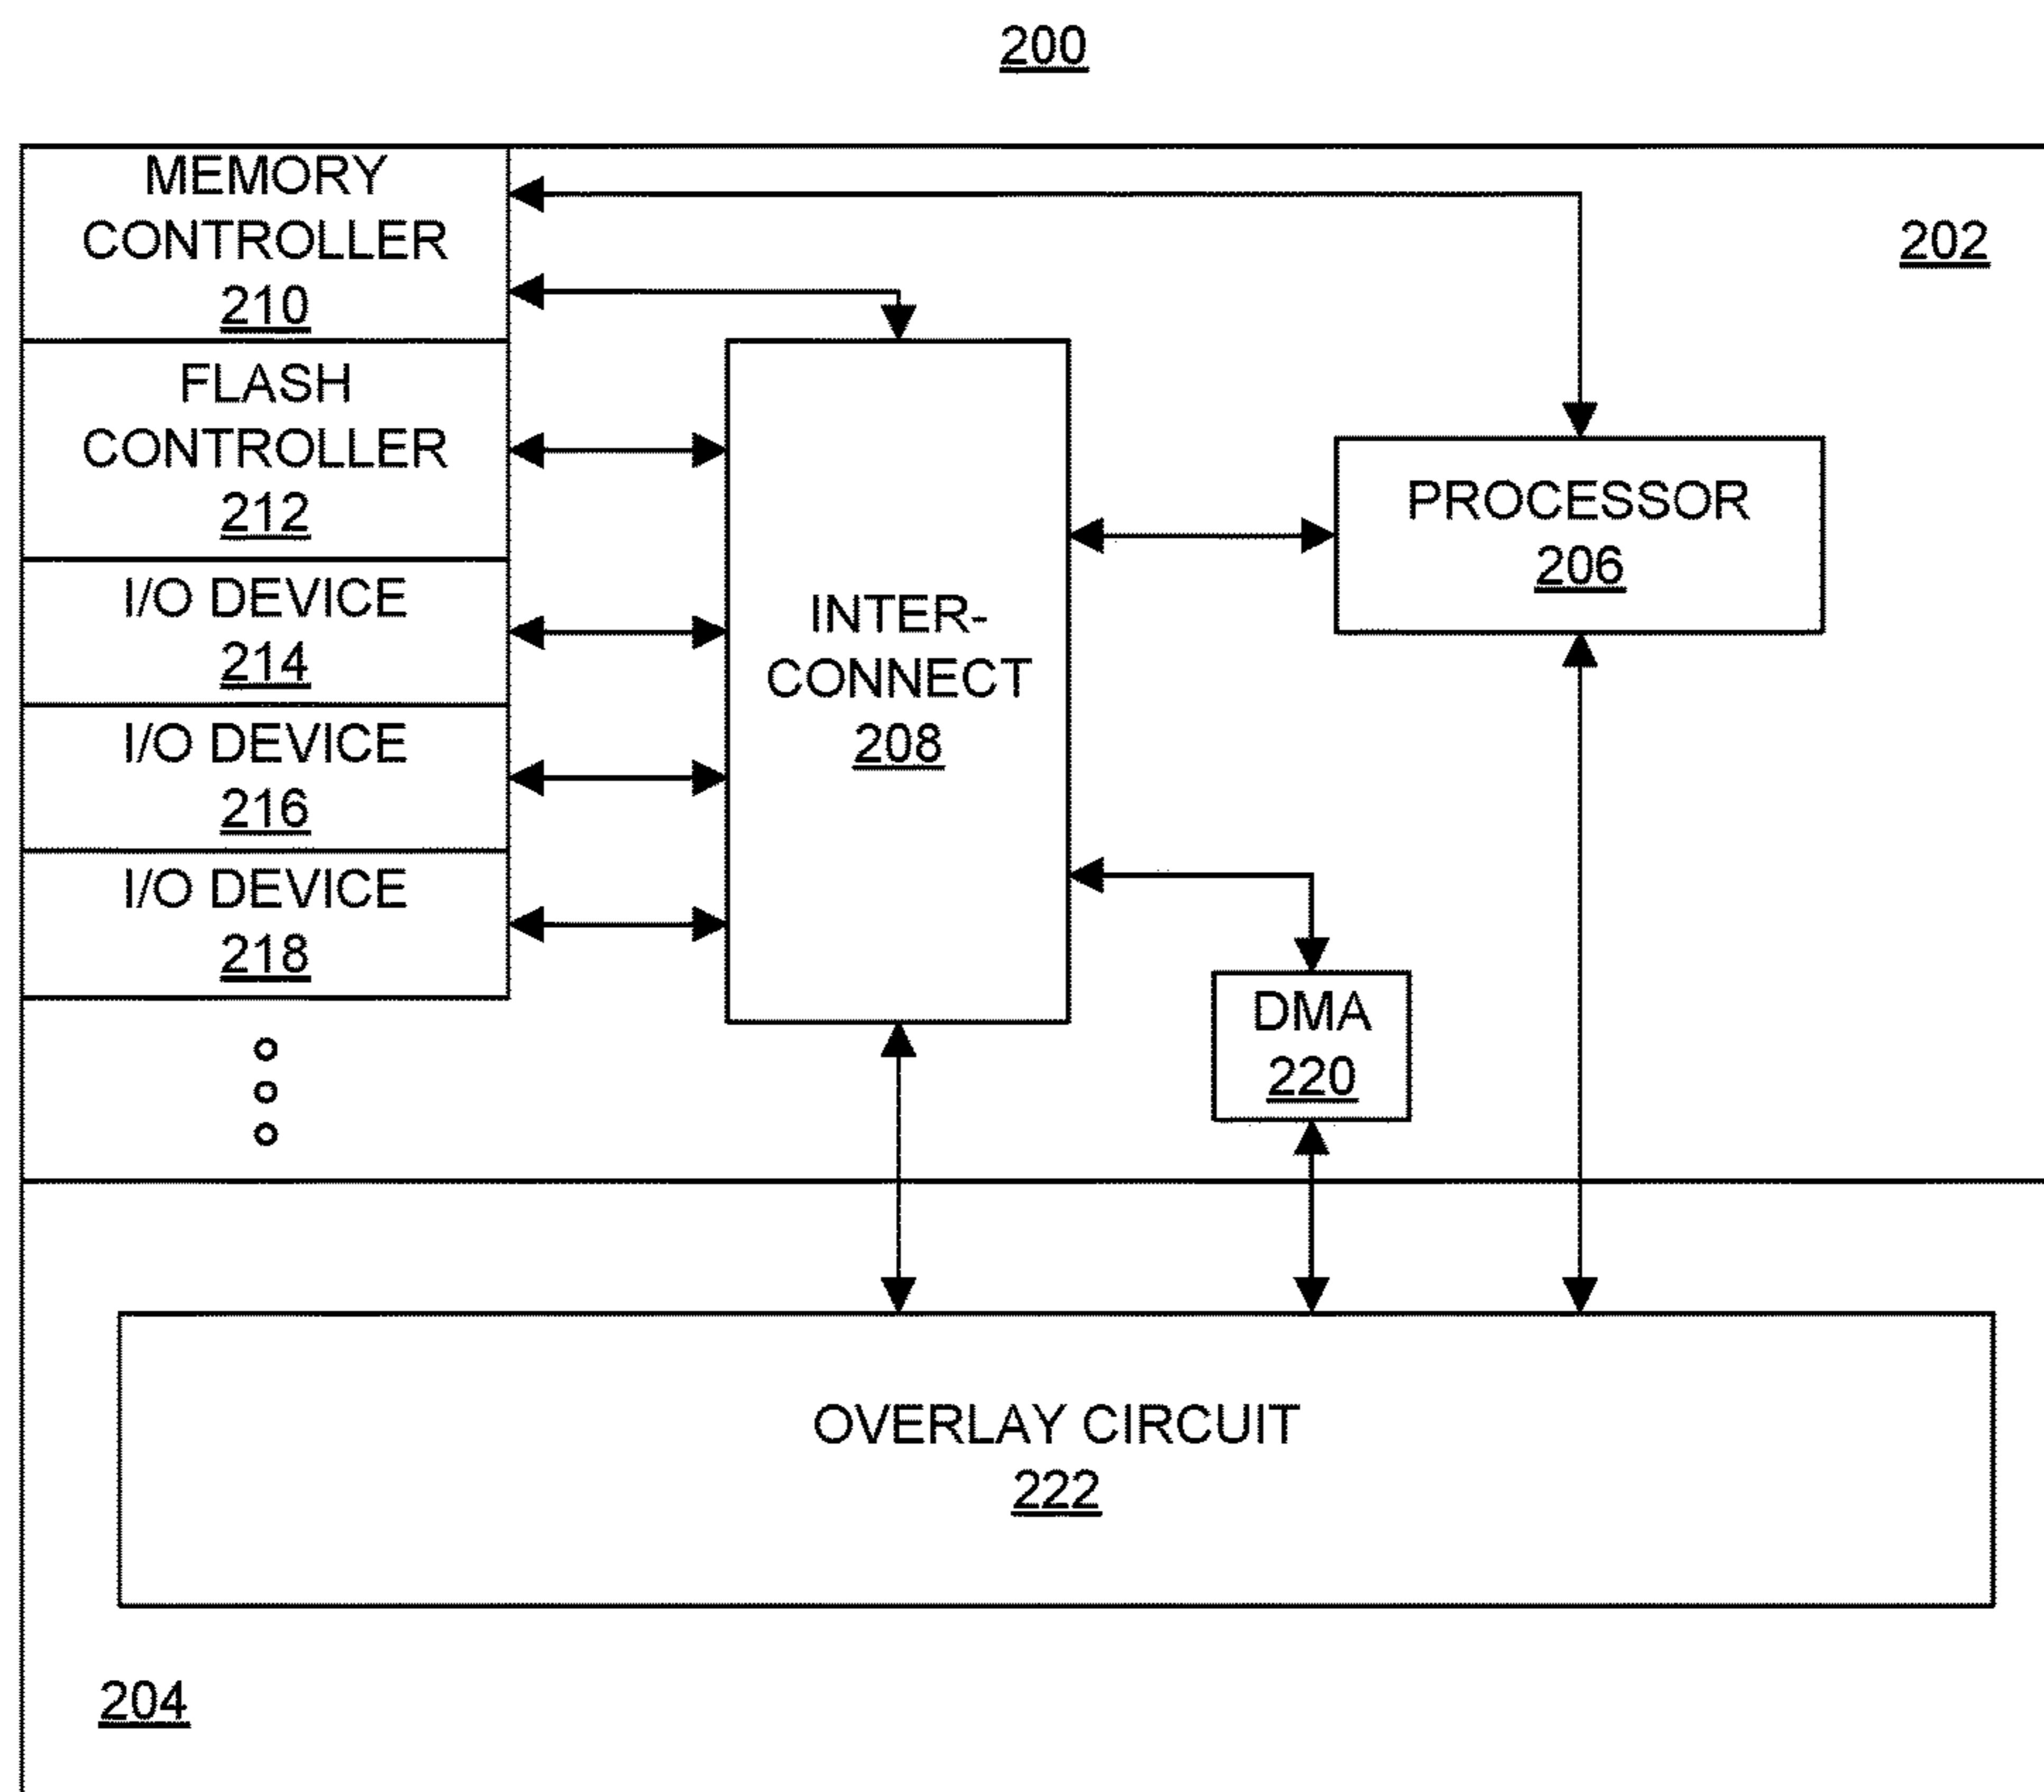 200
MEMORY
CONTROLLER
210
202
FLASH
CONTROLLER
212
PROCESSOR
206
I/O DEVICE
214
INTER-
CONNECT
208
I/O DEVICE
216
I/O DEVICE
218
DMA
220
OVERLAY CIRCUIT
222
204